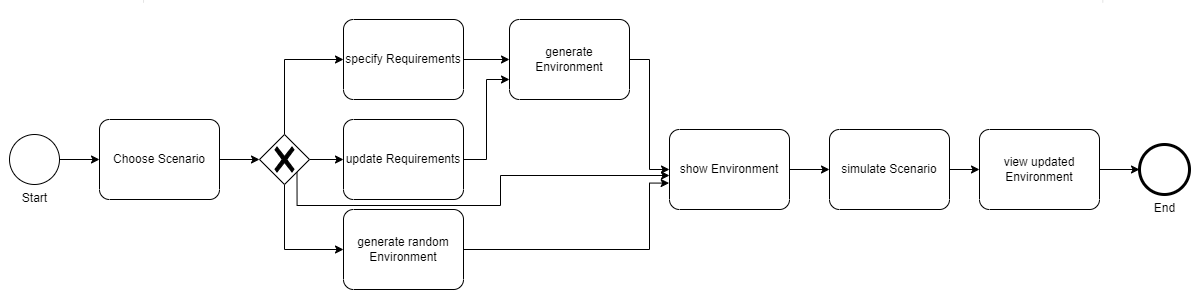 Start
Choose Scenario
specify Requirements
generate
Environment
update Requirements
generate random
Environment
show Environment
simulate Scenario
view updated
Environment
End